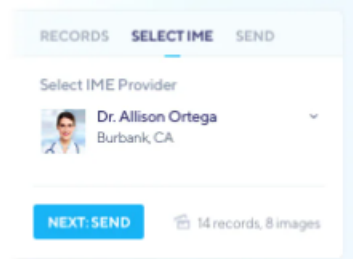 RECORDS SELECT IME SEND
Select IME Provider
Dr. Allison Ortega
Burbank, CA
NEXT: SEND 14 records, 8 images